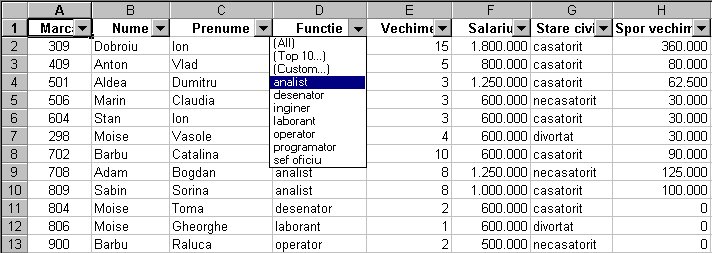 A B C D E F G H
1 Marca Nume Prenume Functie Vechime Salariu Stare civi Spor vechim
2 309 Dobroiu Ion (All) 15 1.800.000 casatorit 360.000
3 409 Anton Vlad (Top 10...) 5 800.000 casatorit 80.000
(Custom...)
4 501 Aldea Dumitru analist 3 1.250.000 casatorit 62.500
5 506 Marin Claudia desenator 3 600.000 necasatorit 30.000
inginer
6 604 Stan Ion laborant 3 600.000 casatorit 30.000
7 298 Moise Vasole operator 4 600.000 divortat 30.000
8 702 Barbu Catalina programator 10 600.000 casatorit 90.000
sef oficiu
9 708 Adam Bogdan analist 8 1.250.000 necasatorit 125.000
10 809 Sabin Sorina analist 8 1.000.000 casatorit 100.000
11 804 Moise Toma desenator 2 600.000 casatorit 0
12 806 Moise Gheorghe laborant 1 600.000 divortat 0
13 900 Barbu Raluca operator 2 500.000 necasatorit 0